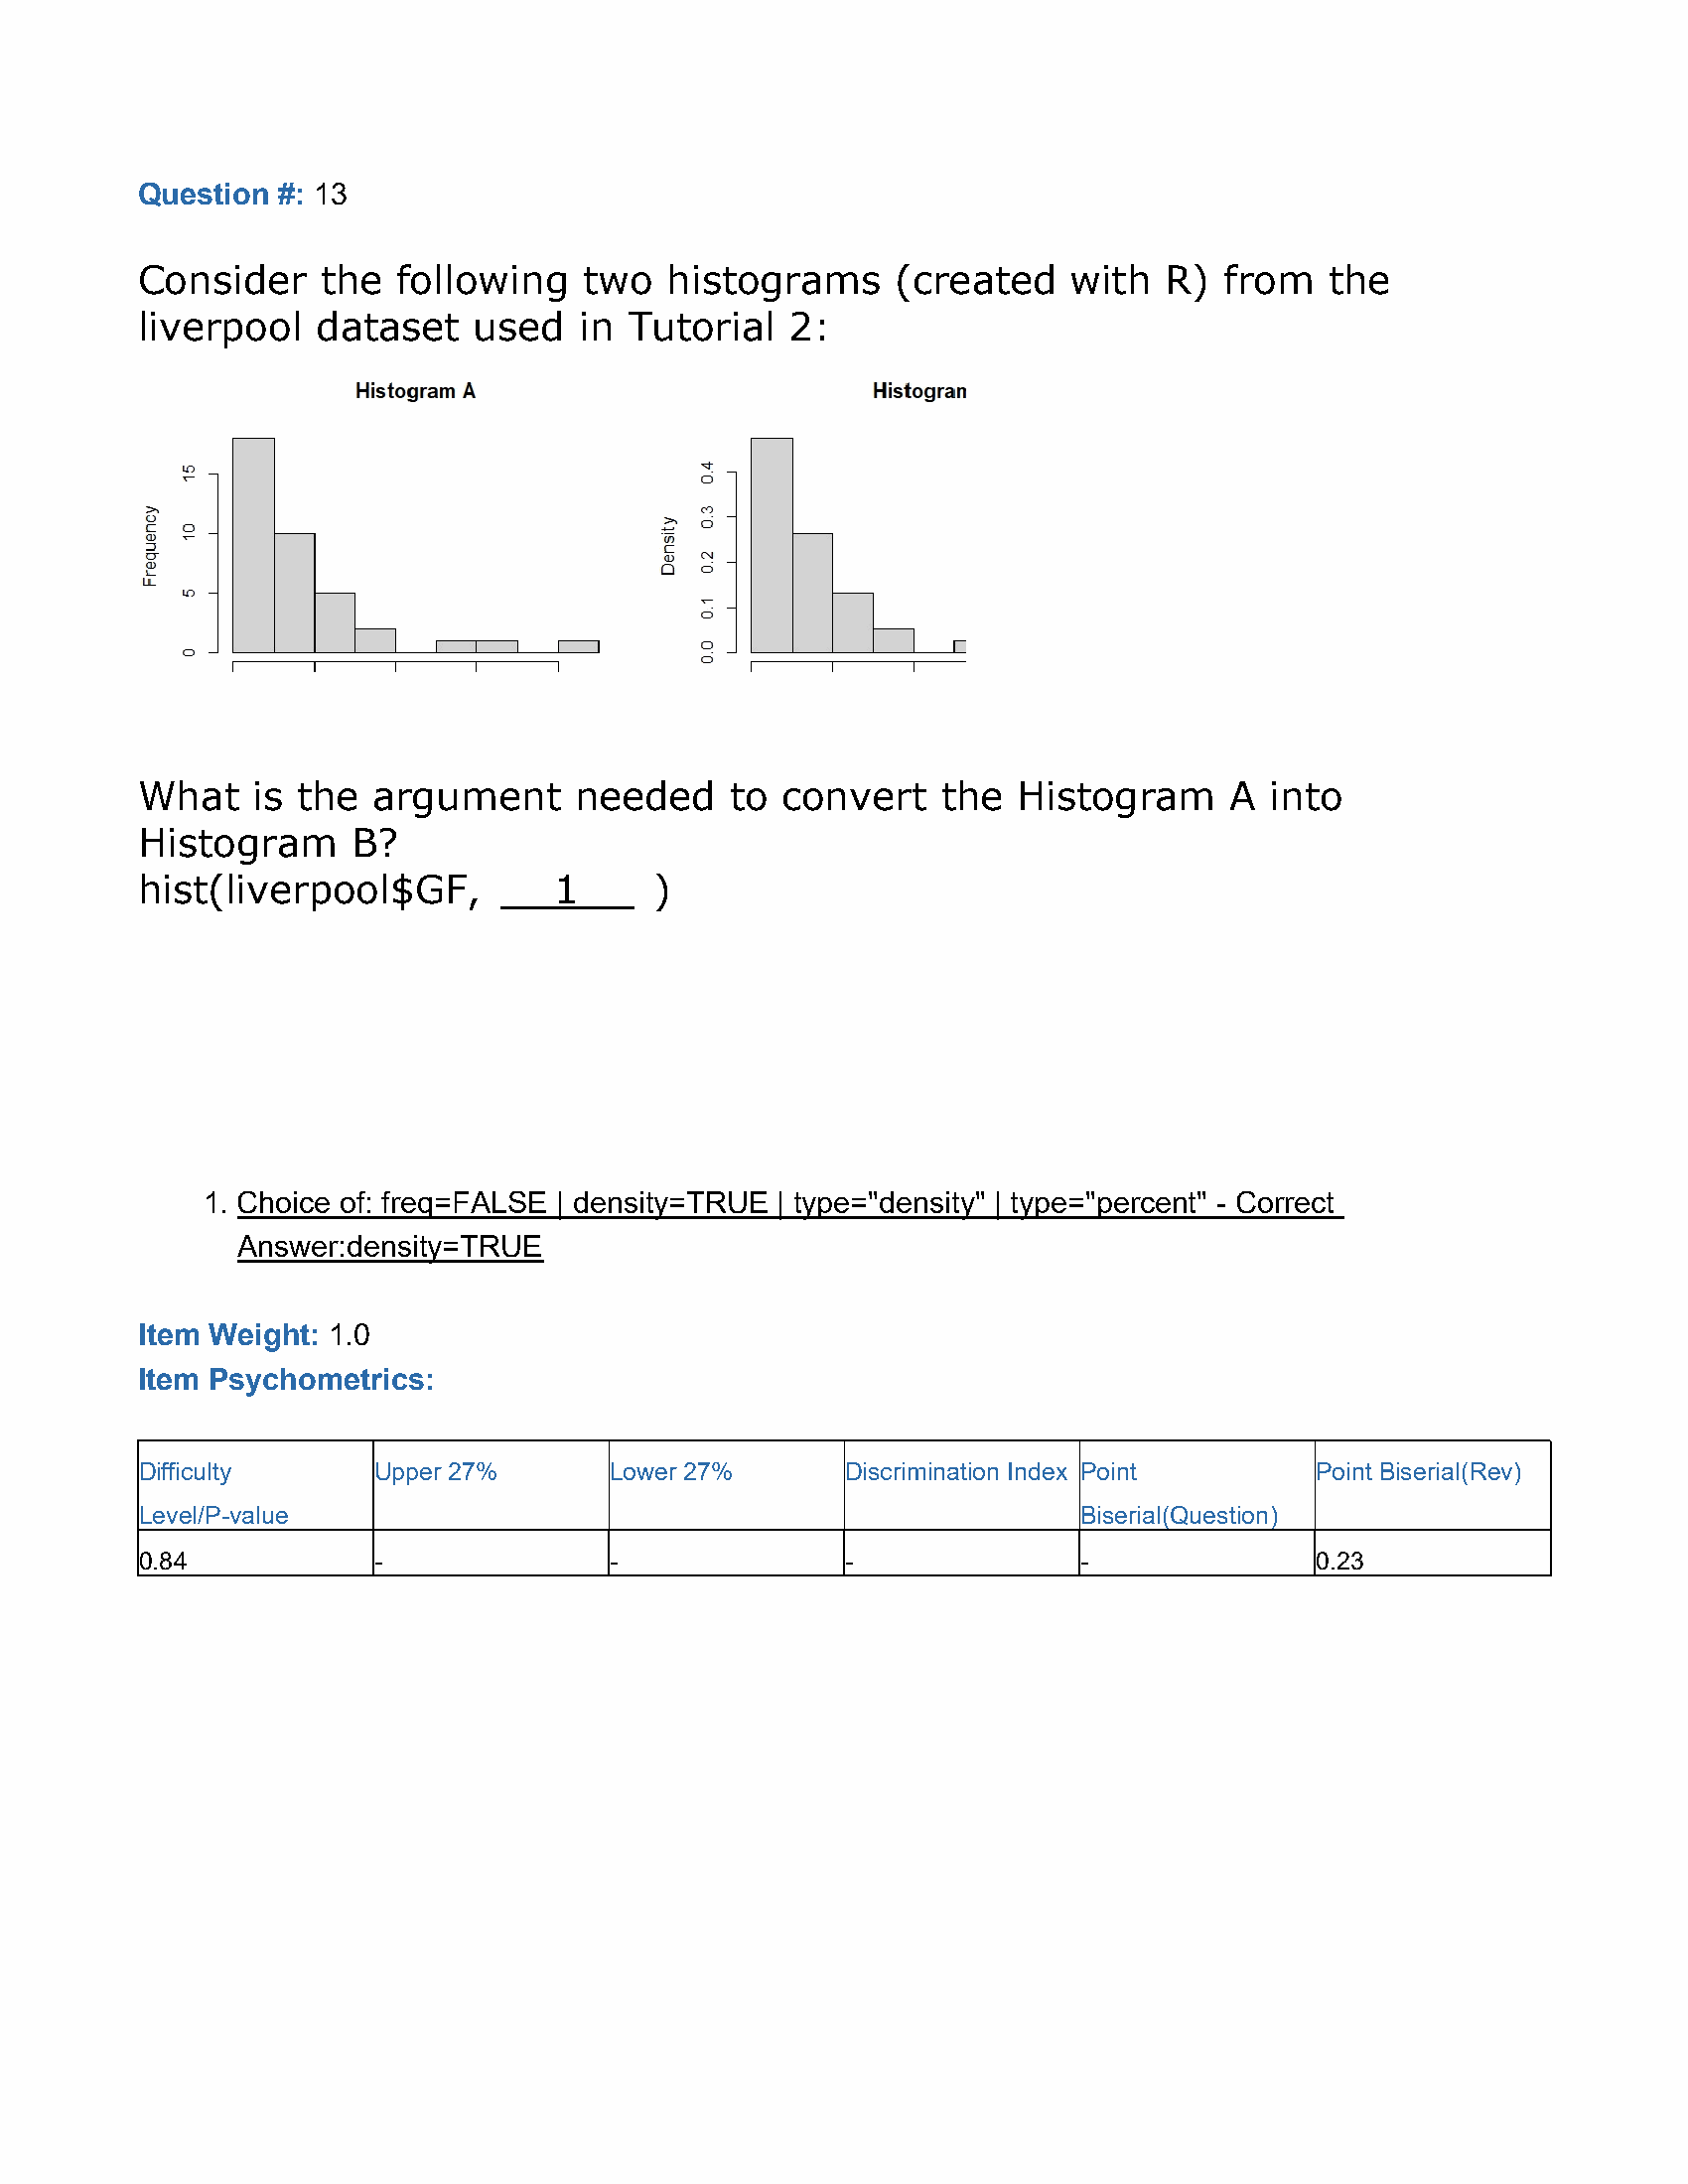 Question #: 13
Consider the following two histograms (created with R) from the
liverpool dataset used in Tutorial 2:
Histogram A
Histogran
Frequency
0 5 10 15
Density
0.0 0.1 0.2 0.3 0.4
What is the argument needed to convert the Histogram A into
Histogram B?
hist(liverpool$GF, 1 )
1. Choice of: freq=FALSE | density=TRUE | type="density" | type="percent" - Correct
Answer:density=TRUE
Item Weight: 1.0
Item Psychometrics:
Difficulty Level/P-value
Upper 27%
Lower 27%
Discrimination Index
Point Biserial(Question)
Point Biserial(Rev)
0.84
-
-
-
-
0.23